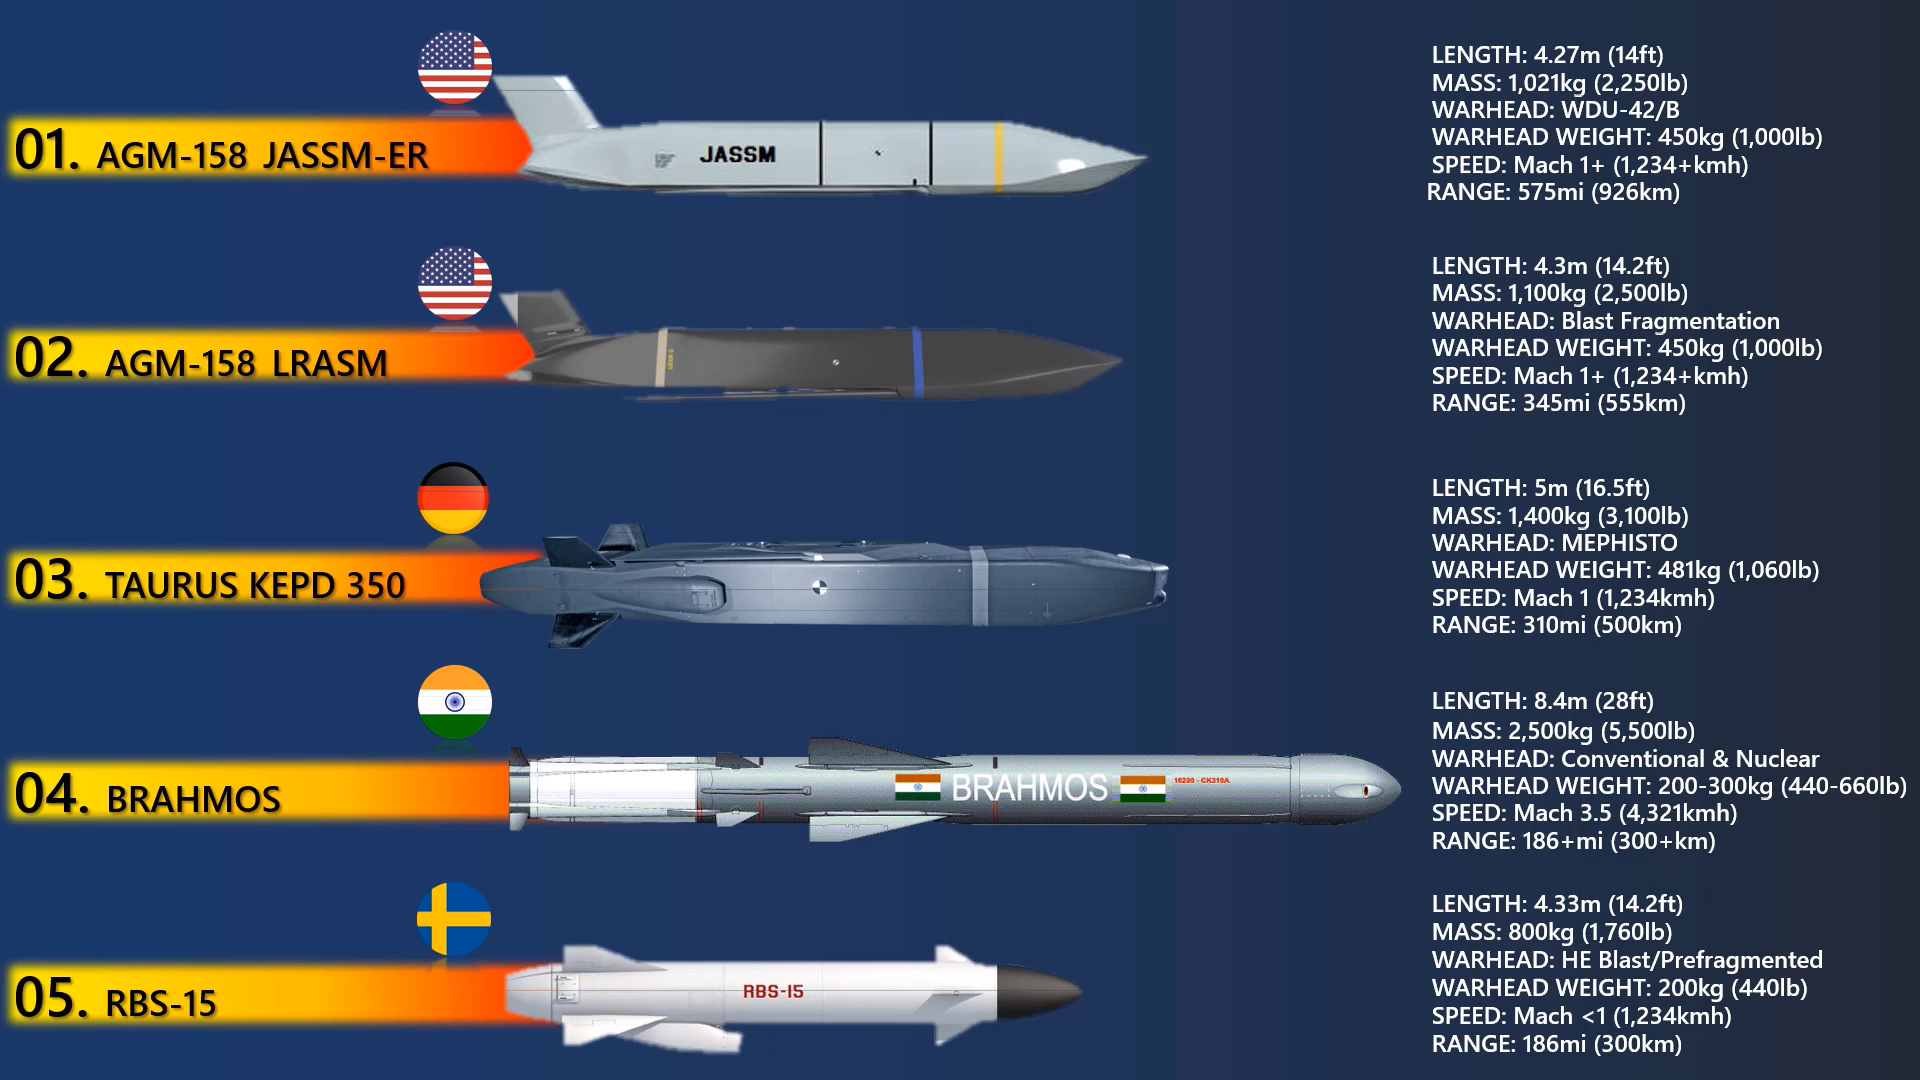 01. AGM-158 JASSM-ER
JASSM
LENGTH: 4.27m (14ft)
MASS: 1,021kg (2,250lb)
WARHEAD: WDU-42/B
WARHEAD WEIGHT: 450kg (1,000lb)
SPEED: Mach 1+ (1,234+kmh)
RANGE: 575mi (926km)
02. AGM-158 LRASM
LENGTH: 4.3m (14.2ft)
MASS: 1,100kg (2,500lb)
WARHEAD: Blast Fragmentation
WARHEAD WEIGHT: 450kg (1,000lb)
SPEED: Mach 1+ (1,234+kmh)
RANGE: 345mi (555km)
03. TAURUS KEPD 350
LENGTH: 5m (16.5ft)
MASS: 1,400kg (3,100lb)
WARHEAD: MEPHISTO
WARHEAD WEIGHT: 481kg (1,060lb)
SPEED: Mach 1 (1,234kmh)
RANGE: 310mi (500km)
04. BRAHMOS
BRAHMOS
16200 - CK310A
LENGTH: 8.4m (28ft)
MASS: 2,500kg (5,500lb)
WARHEAD: Conventional & Nuclear
WARHEAD WEIGHT: 200-300kg (440-660lb)
SPEED: Mach 3.5 (4,321kmh)
RANGE: 186+mi (300+km)
05. RBS-15
RBS-15
LENGTH: 4.33m (14.2ft)
MASS: 800kg (1,760lb)
WARHEAD: HE Blast/Prefragmented
WARHEAD WEIGHT: 200kg (440lb)
SPEED: Mach <1 (1,234kmh)
RANGE: 186mi (300km)